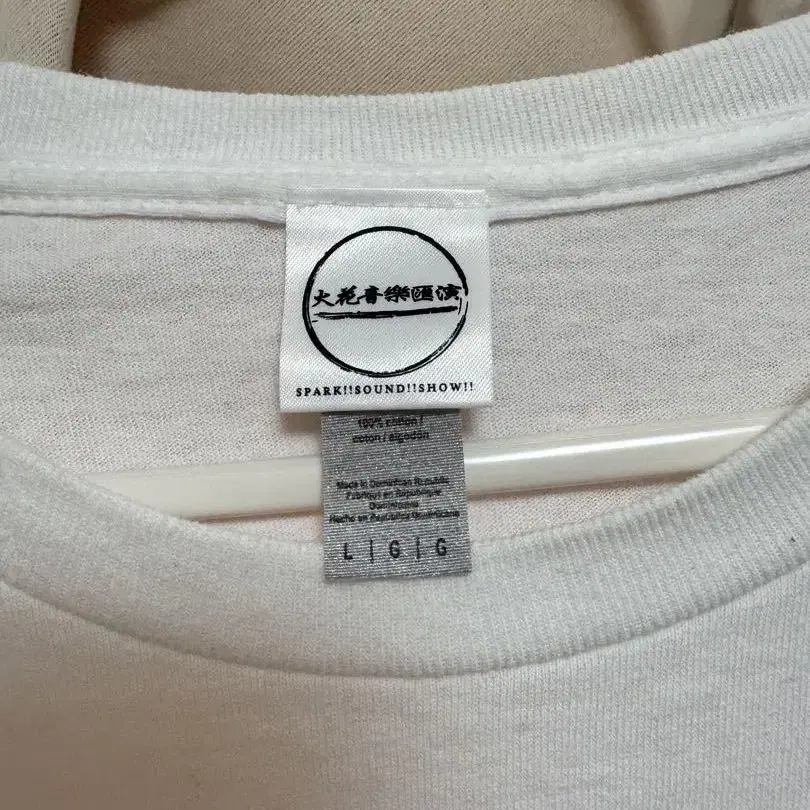 火花音樂匯演
SPARK!!SOUND!!SHOW!!
100% cotton /
coton / algodón
Made in Dominican Republic
Fabriqué en République
Dominicaine
Hecho en República Dominicana
L | G | G